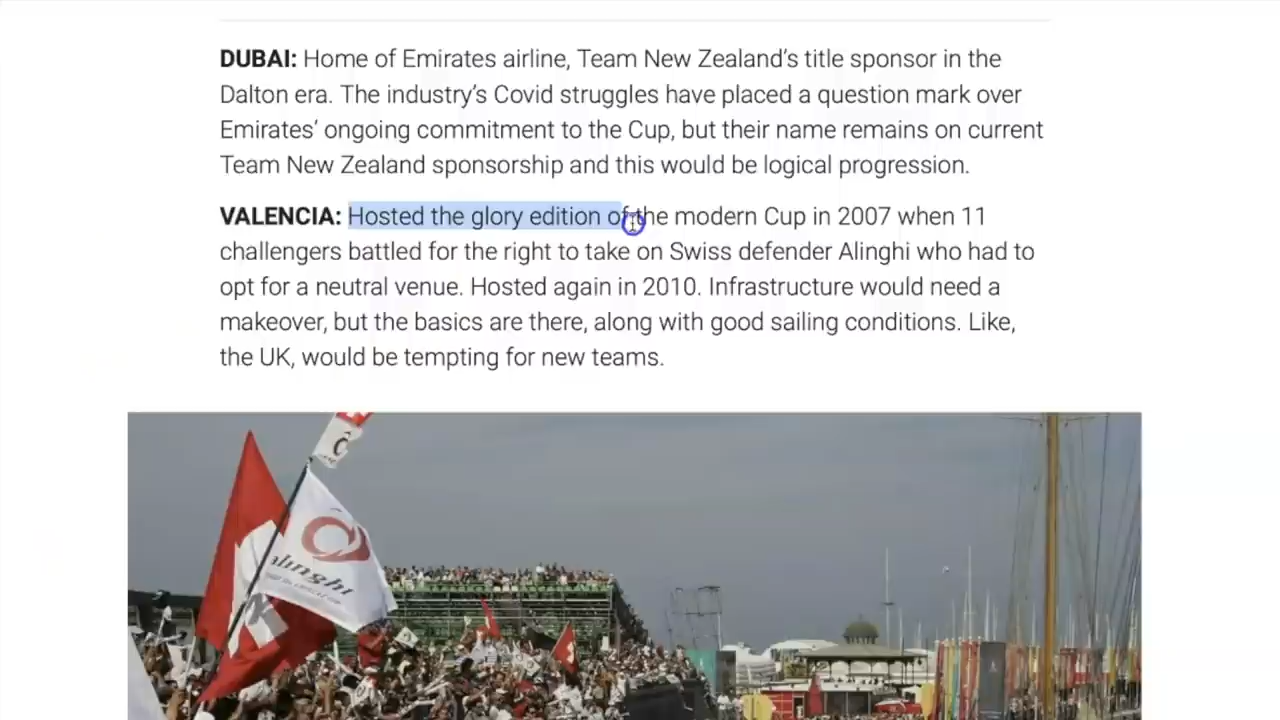 DUBAI: Home of Emirates airline, Team New Zealand's title sponsor in the
Dalton era. The industry's Covid struggles have placed a question mark over
Emirates' ongoing commitment to the Cup, but their name remains on current
Team New Zealand sponsorship and this would be logical progression.
VALENCIA: Hosted the glory edition of the modern Cup in 2007 when 11
challengers battled for the right to take on Swiss defender Alinghi who had to
opt for a neutral venue. Hosted again in 2010. Infrastructure would need a
makeover, but the basics are there, along with good sailing conditions. Like,
the UK, would be tempting for new teams.
alinghi